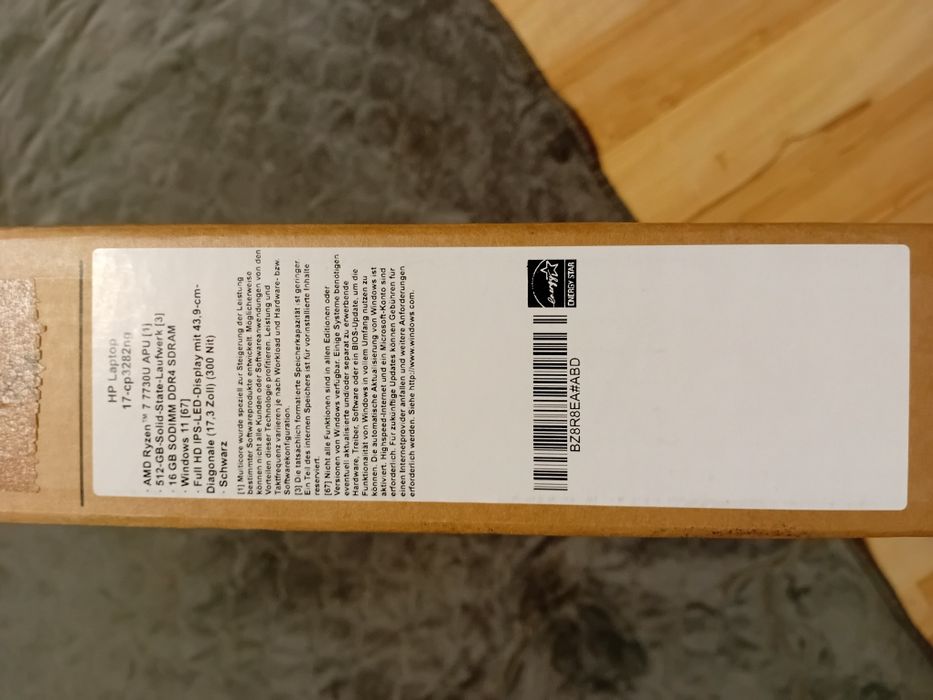 HP Laptop
17-cp3282ng
· AMD Ryzen™ 7 7730U APU [1]
· 512-GB-Solid-State-Laufwerk [3]
· 16 GB SODIMM DDR4 SDRAM
· Windows 11 [67]
· Full HD IPS-LED-Display mit 43,9-cm-
Diagonale (17,3 Zoll) (300 Nit)
· Schwarz
[1] Multicore wurde speziell zur Steigerung der Leistung
bestimmter Softwareprodukte entwickelt. Möglicherweise
können nicht alle Kunden oder Softwareanwendungen von den
Vorteilen dieser Technologie profitieren. Leistung und
Taktfrequenz variieren je nach Workload und Hardware- bzw.
Softwarekonfiguration.
[3] Die tatsächlich formatierte Speicherkapazität ist geringer.
Ein Teil des internen Speichers ist für vorinstallierte Inhalte
reserviert.
[67] Nicht alle Funktionen sind in allen Editionen oder
Versionen von Windows verfügbar. Einige Systeme benötigen
eventuell aktualisierte und/oder separat zu erwerbende
Hardware, Treiber, Software oder ein BIOS-Update, um die
Funktionalität von Windows in vollem Umfang nutzen zu
können. Die automatische Aktualisierung von Windows ist
aktiviert. Highspeed-Internet und ein Microsoft-Konto sind
erforderlich. Für zukünftige Updates können Gebühren für
einen Internetprovider anfallen und weitere Anforderungen
erforderlich werden. Siehe http://www.windows.com.
BZ8R8EA#ABD
energy
ENERGY STAR